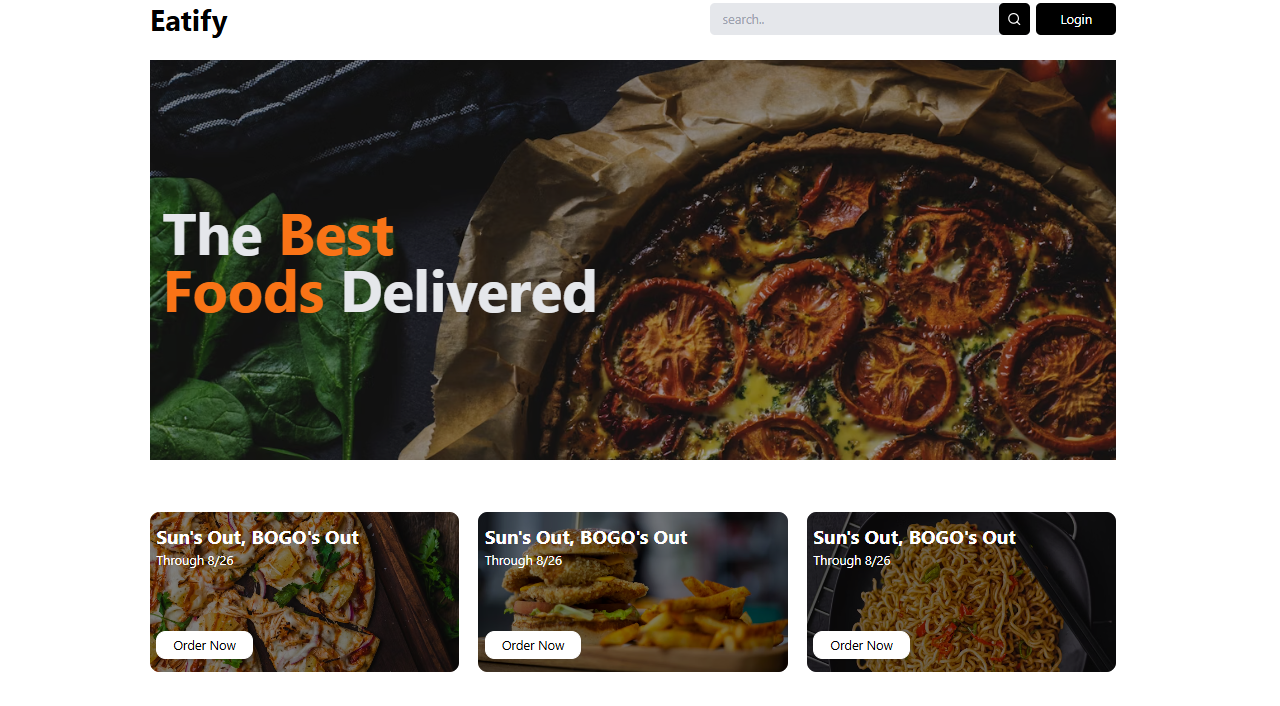 Eatify
search..
Login
The Best
Foods Delivered
Sun's Out, BOGO's Out
Through 8/26
Order Now
Sun's Out, BOGO's Out
Through 8/26
Order Now
Sun's Out, BOGO's Out
Through 8/26
Order Now